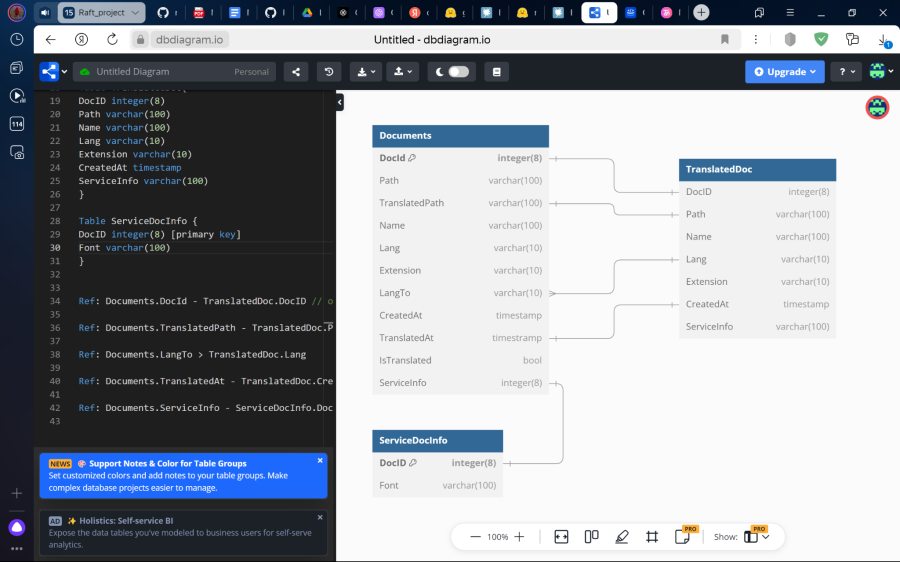 15 Raft_project
dbdiagram.io
Untitled - dbdiagram.io
1
114
Untitled Diagram
Personal
Upgrade
?
19 DocID integer(8)
20 Path varchar(100)
21 Name varchar(100)
22 Lang varchar(10)
23 Extension varchar(10)
24 CreatedAt timestamp
25 ServiceInfo varchar(100)
26 }
27
28 Table ServiceDocInfo {
29 DocID integer(8) [primary key]
30 Font varchar(100)
31 }
32
33
34 Ref: Documents.DocId - TranslatedDoc.DocID // o
35
36 Ref: Documents.TranslatedPath - TranslatedDoc.P
37
38 Ref: Documents.LangTo > TranslatedDoc.Lang
39
40 Ref: Documents.TranslatedAt - TranslatedDoc.Cre
41
42 Ref: Documents.ServiceInfo - ServiceDocInfo.Doc
43
NEWS 🎯 Support Notes & Color for Table Groups
Set customized colors and add notes to your table groups. Make
complex database projects easier to manage.
AD ✨ Holistics: Self-service BI
Expose the data tables you've modeled to business users for self-serve
analytics.
Documents
DocId integer(8)
Path varchar(100)
TranslatedPath varchar(100)
Name varchar(100)
Lang varchar(10)
Extension varchar(10)
LangTo varchar(10)
CreatedAt timestamp
TranslatedAt timestramp
IsTranslated bool
ServiceInfo integer(8)
TranslatedDoc
DocID integer(8)
Path varchar(100)
Name varchar(100)
Lang varchar(10)
Extension varchar(10)
CreatedAt timestamp
ServiceInfo varchar(100)
ServiceDocInfo
DocID integer(8)
Font varchar(100)
100%
PRO
Show:
PRO